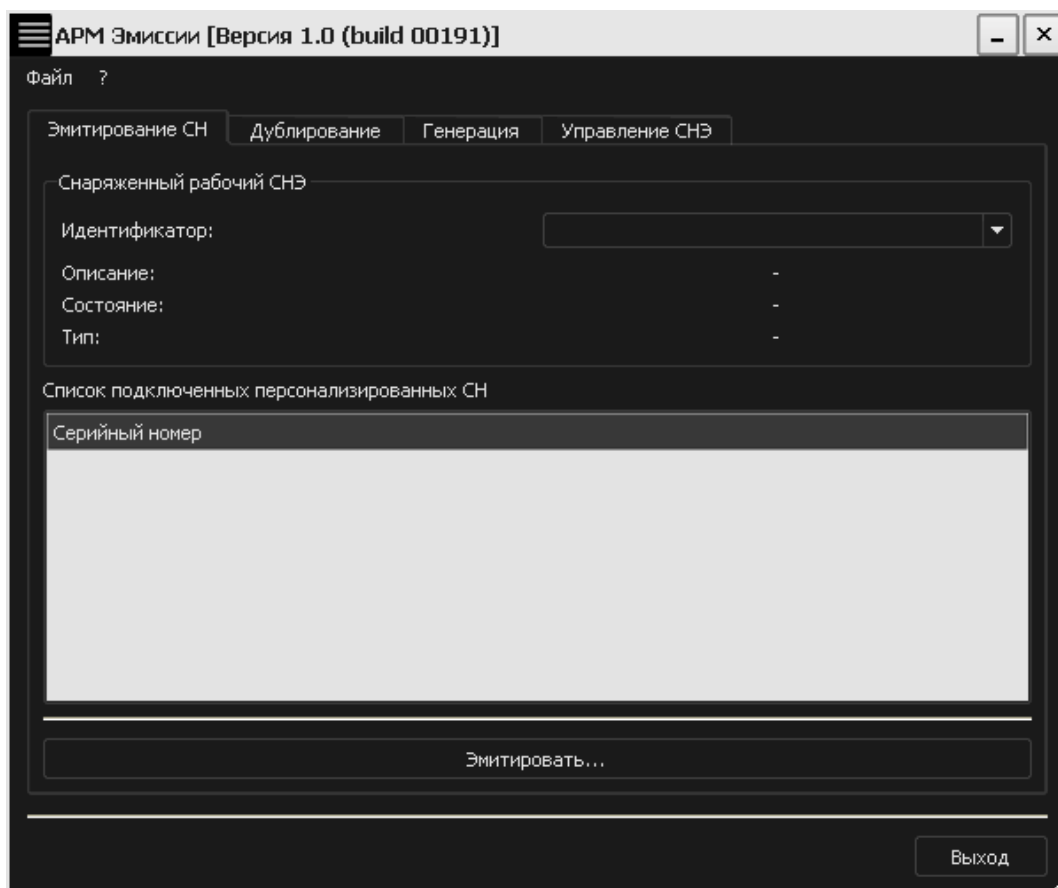 АРМ Эмиссии [Версия 1.0 (build 00191)]
Файл ?
Эмитирование СН Дублирование Генерация Управление СНЭ
Снаряженный рабочий СНЭ
Идентификатор:
Описание: -
Состояние: -
Тип: -
Список подключенных персонализированных СН
Серийный номер
Эмитировать...
Выход